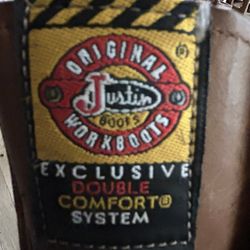 ORIGINAL
Justin
BOOTS
WORKBOOTS
®
EXCLUSIVE
DOUBLE
COMFORT®
SYSTEM